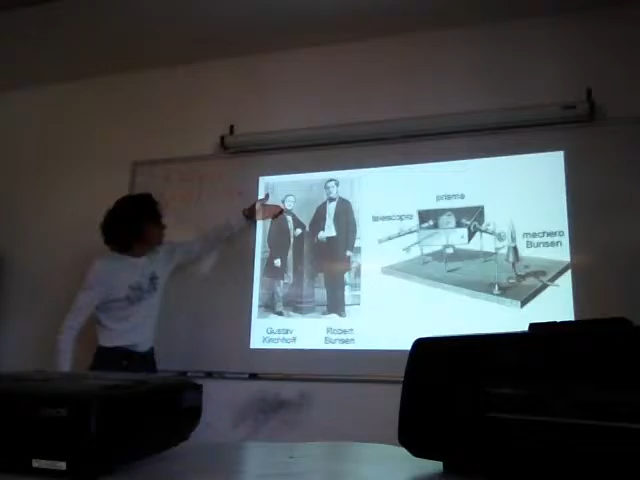 prisma
telescopio
mechero
Bunsen
Gustav
Kirchhoff
Robert
Bunsen